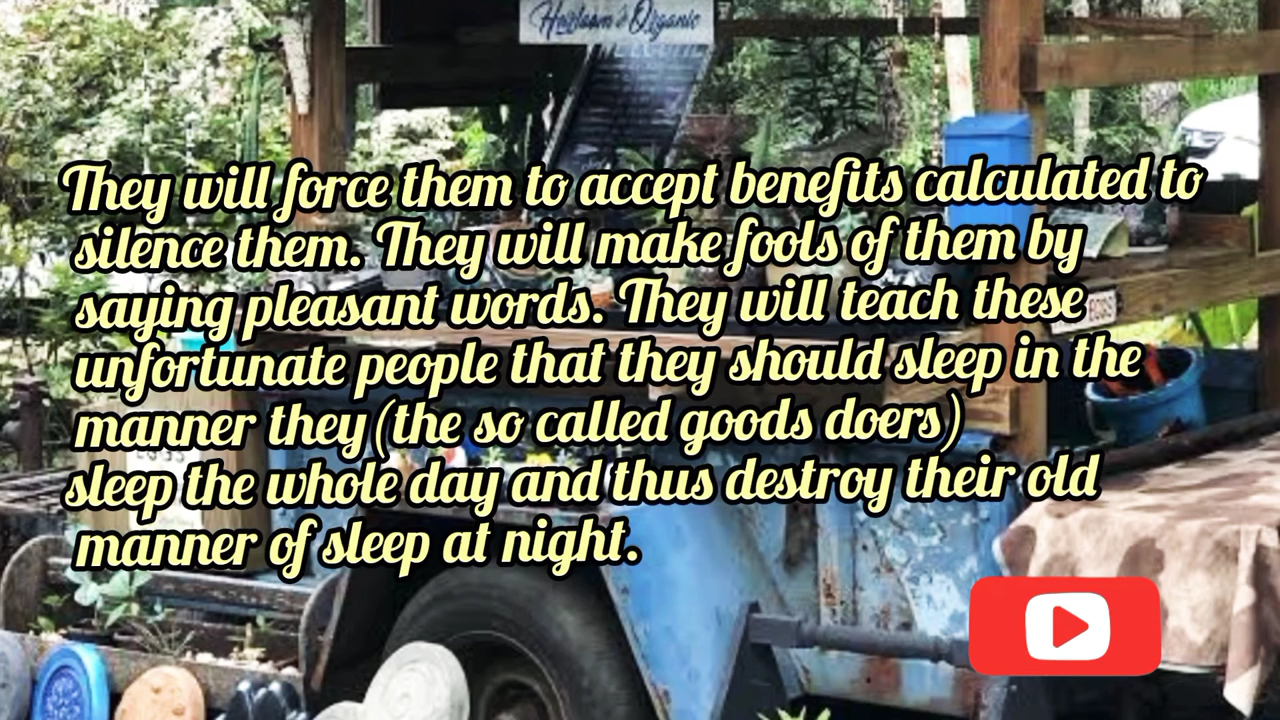 Heirloom & Organic
They will force them to accept benefits calculated to
silence them. They will make fools of them by
saying pleasant words. They will teach these
unfortunate people that they should sleep in the
manner they(the so called goods doers)
sleep the whole day and thus destroy their old
manner of sleep at night.